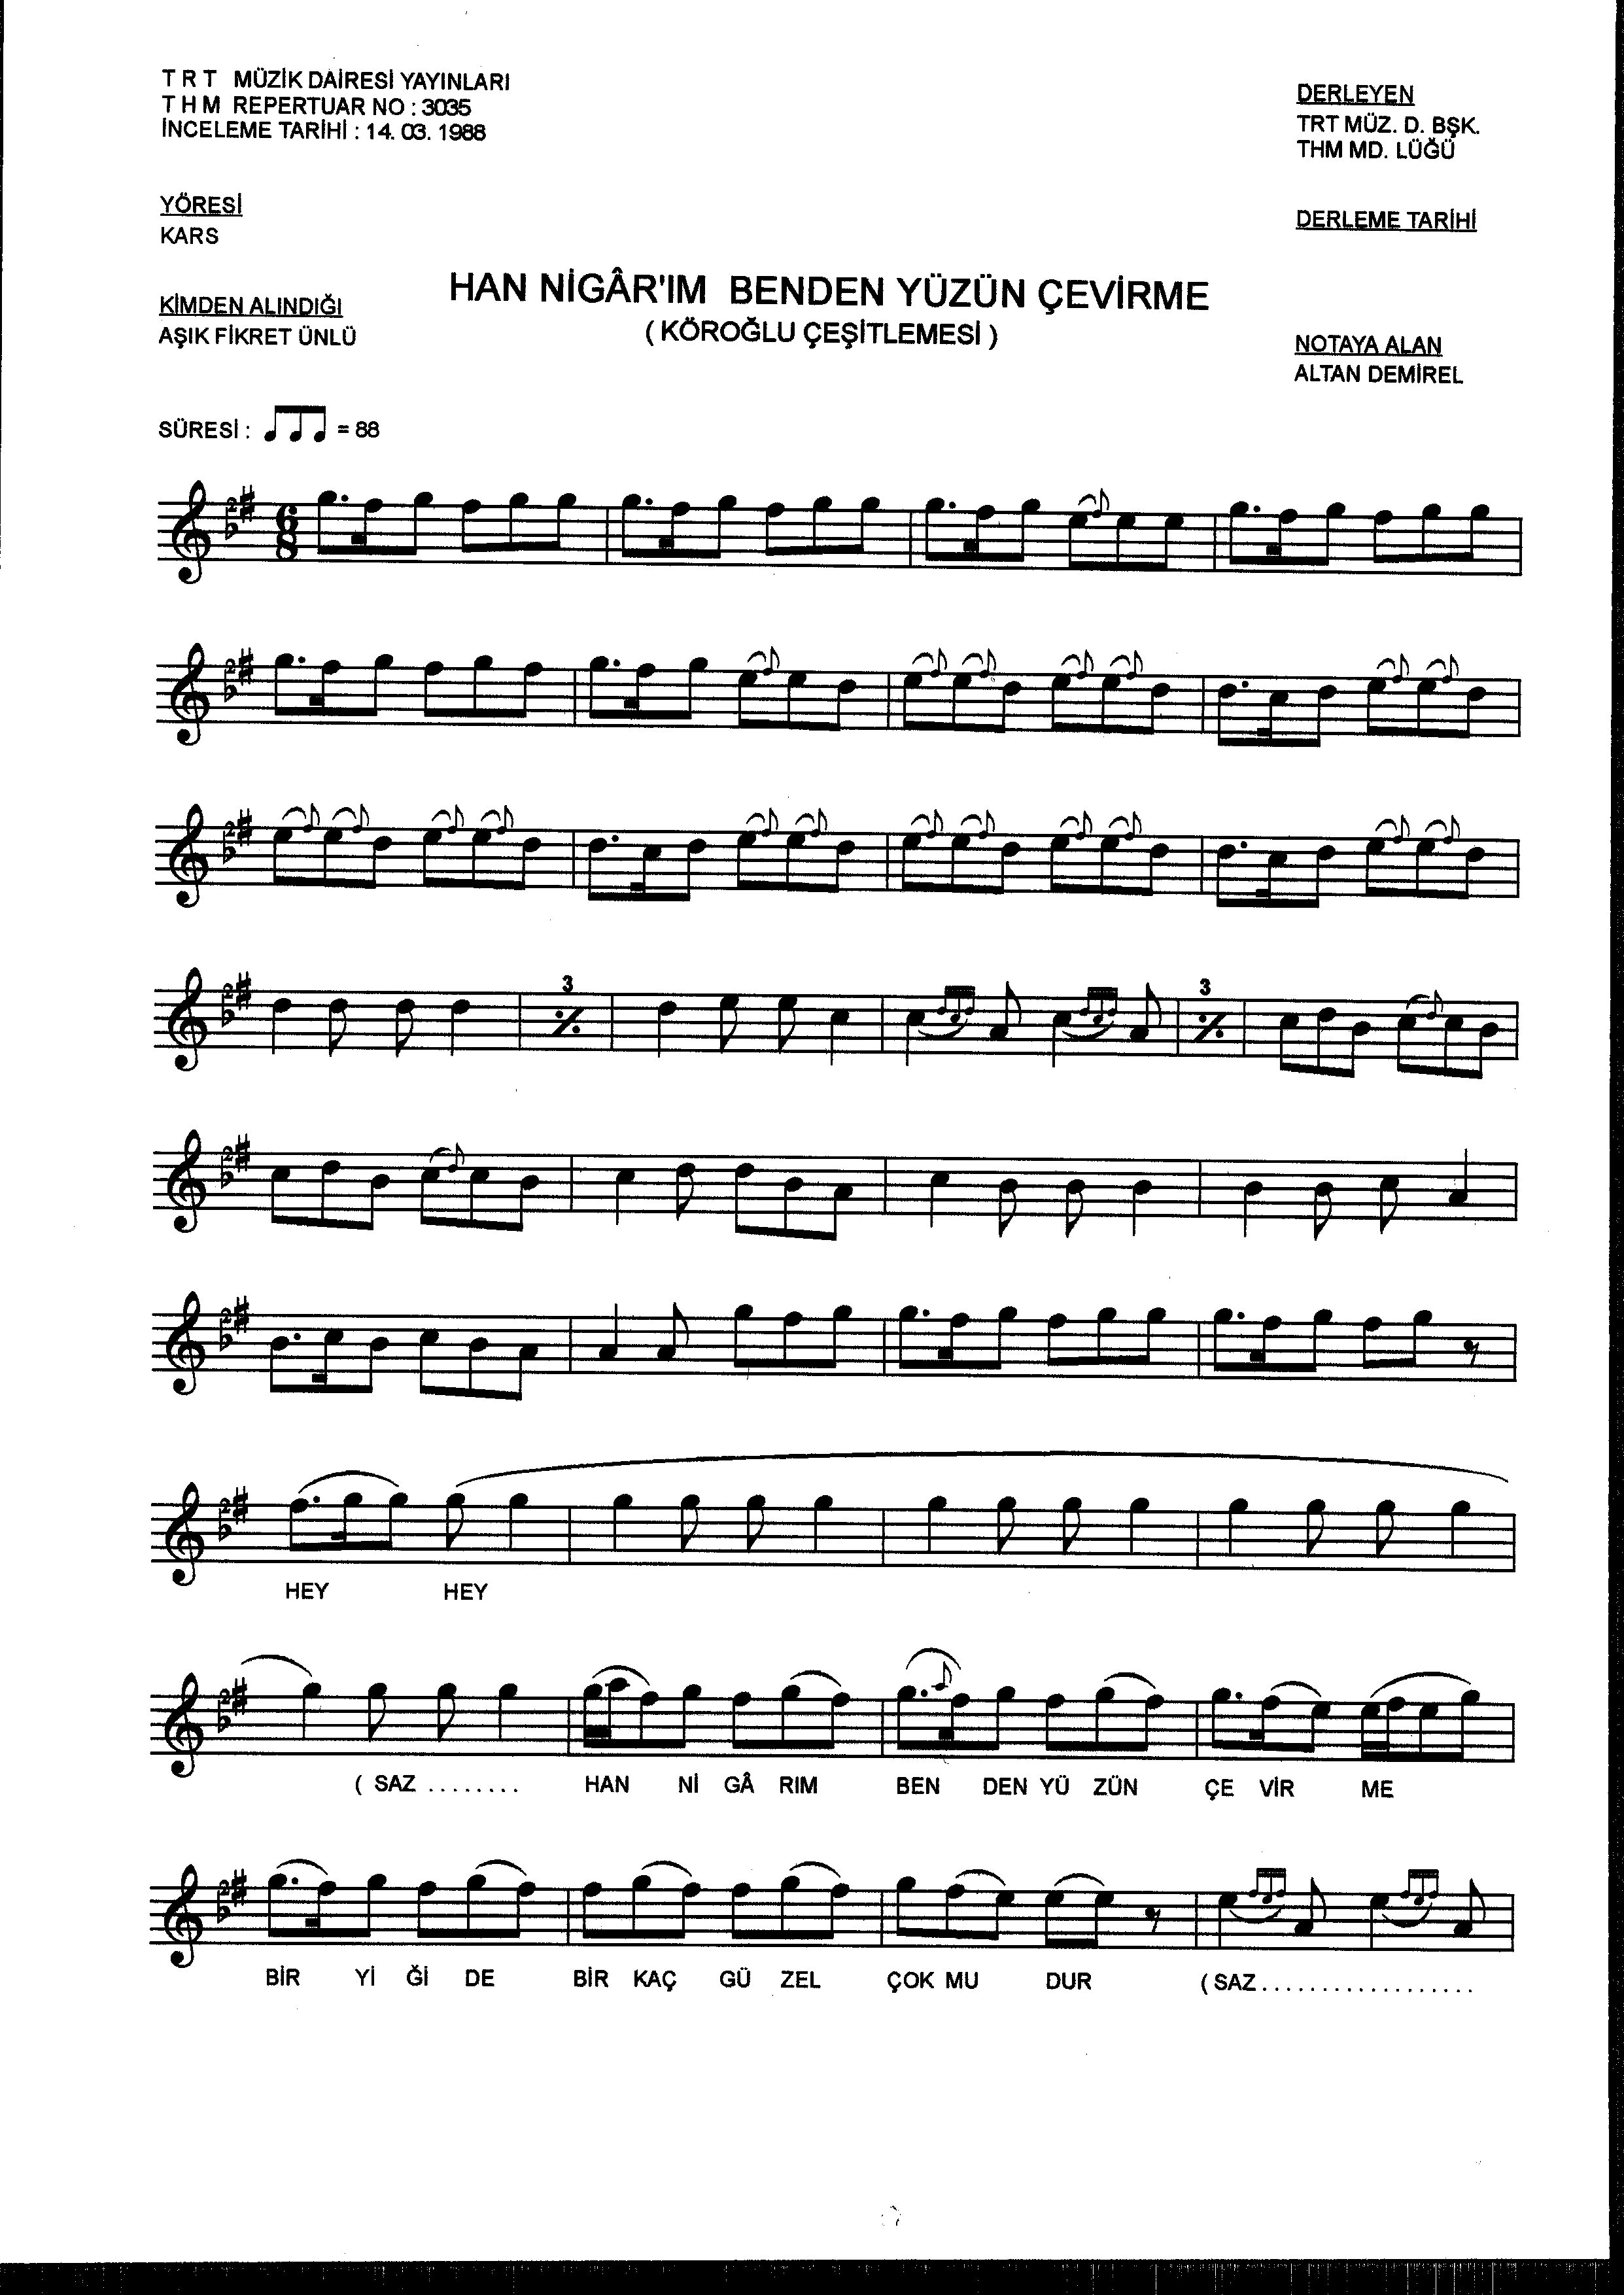 T R T MÜZİK DAİRESİ YAYINLARI
T H M REPERTUAR NO : 3035
İNCELEME TARİHİ : 14. 03. 1988
DERLEYEN
TRT MÜZ. D. BŞK.
THM MD. LÜĞÜ
YÖRESİ
KARS
DERLEME TARİHİ
HAN NİGÂR'IM BENDEN YÜZÜN ÇEVİRME
( KÖROĞLU ÇEŞİTLEMESİ )
KİMDEN ALINDIĞI
AŞIK FİKRET ÜNLÜ
NOTAYA ALAN
ALTAN DEMİREL
SÜRESİ : = 88
6
8
3 3
HEY HEY
( SAZ ........ HAN Nİ GÂ RIM BEN DEN YÜ ZÜN ÇE VİR ME
BİR Yİ Ğİ DE BİR KAÇ GÜ ZEL ÇOK MU DUR ( SAZ ..................